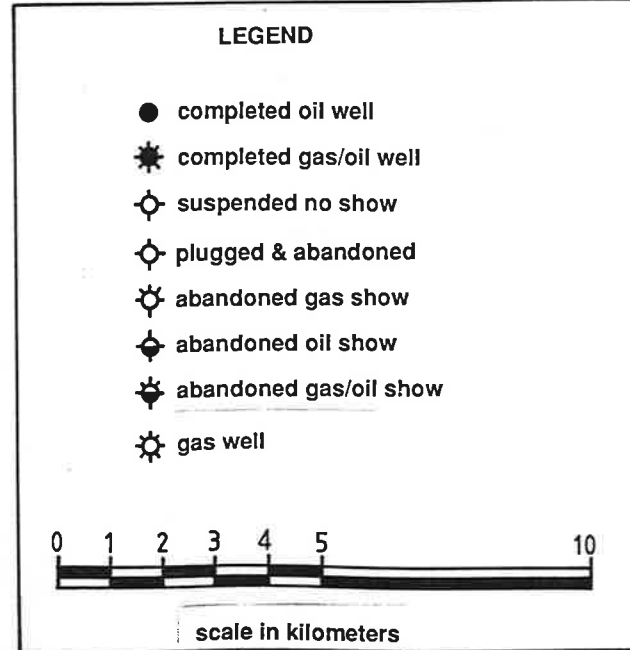 LEGEND
completed oil well
completed gas/oil well
suspended no show
plugged & abandoned
abandoned gas show
abandoned oil show
abandoned gas/oil show
gas well
0 1 2 3 4 5 10
scale in kilometers